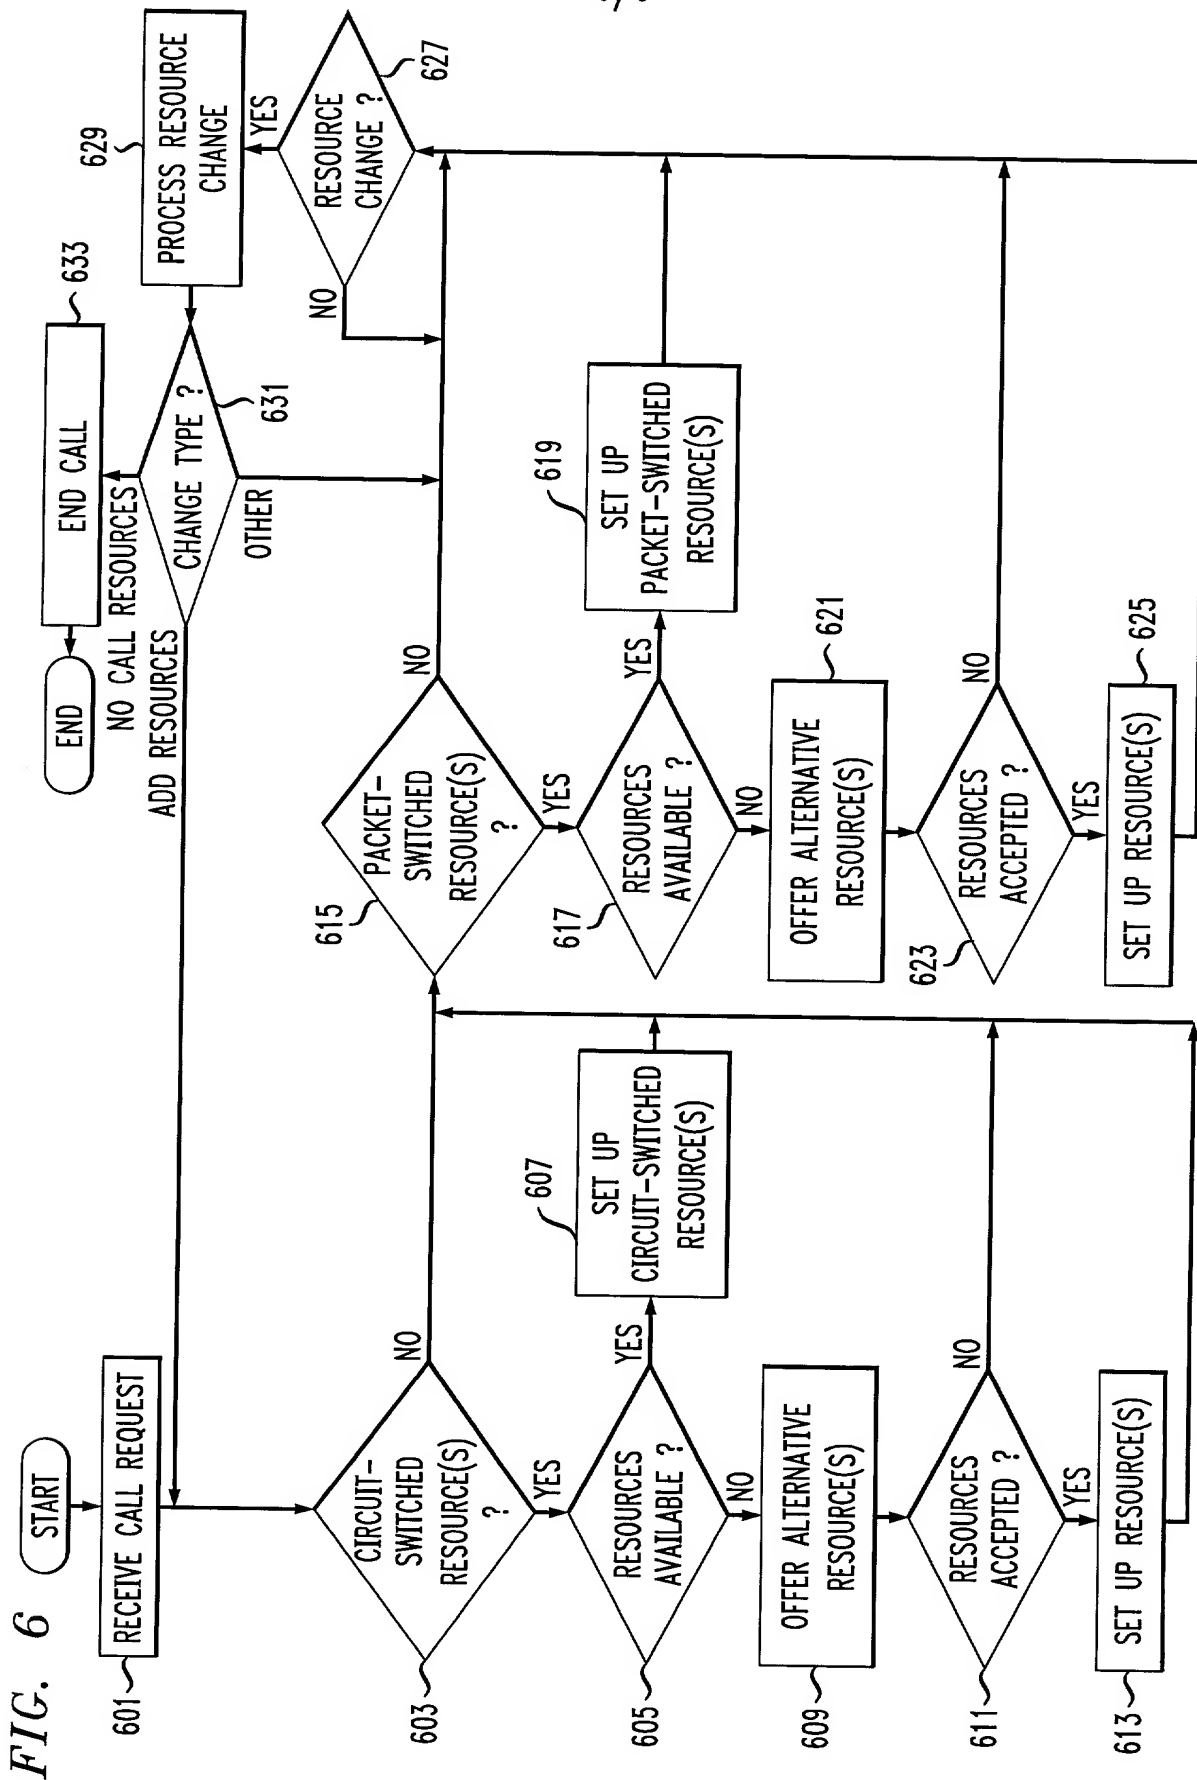 FIG. 6
START
601
RECEIVE CALL REQUEST
603
CIRCUIT-
SWITCHED
RESOURCE(S)
?
NO
YES
605
RESOURCES
AVAILABLE ?
YES
NO
607
SET UP
CIRCUIT-SWITCHED
RESOURCE(S)
609
OFFER ALTERNATIVE
RESOURCE(S)
611
RESOURCES
ACCEPTED ?
NO
YES
613
SET UP RESOURCE(S)
615
PACKET-
SWITCHED
RESOURCE(S)
?
NO
YES
617
RESOURCES
AVAILABLE ?
YES
NO
619
SET UP
PACKET-SWITCHED
RESOURCE(S)
621
OFFER ALTERNATIVE
RESOURCE(S)
623
RESOURCES
ACCEPTED ?
NO
YES
625
SET UP RESOURCE(S)
627
RESOURCE
CHANGE ?
YES
NO
629
PROCESS RESOURCE
CHANGE
631
CHANGE TYPE ?
NO CALL RESOURCES
ADD RESOURCES
OTHER
633
END CALL
END